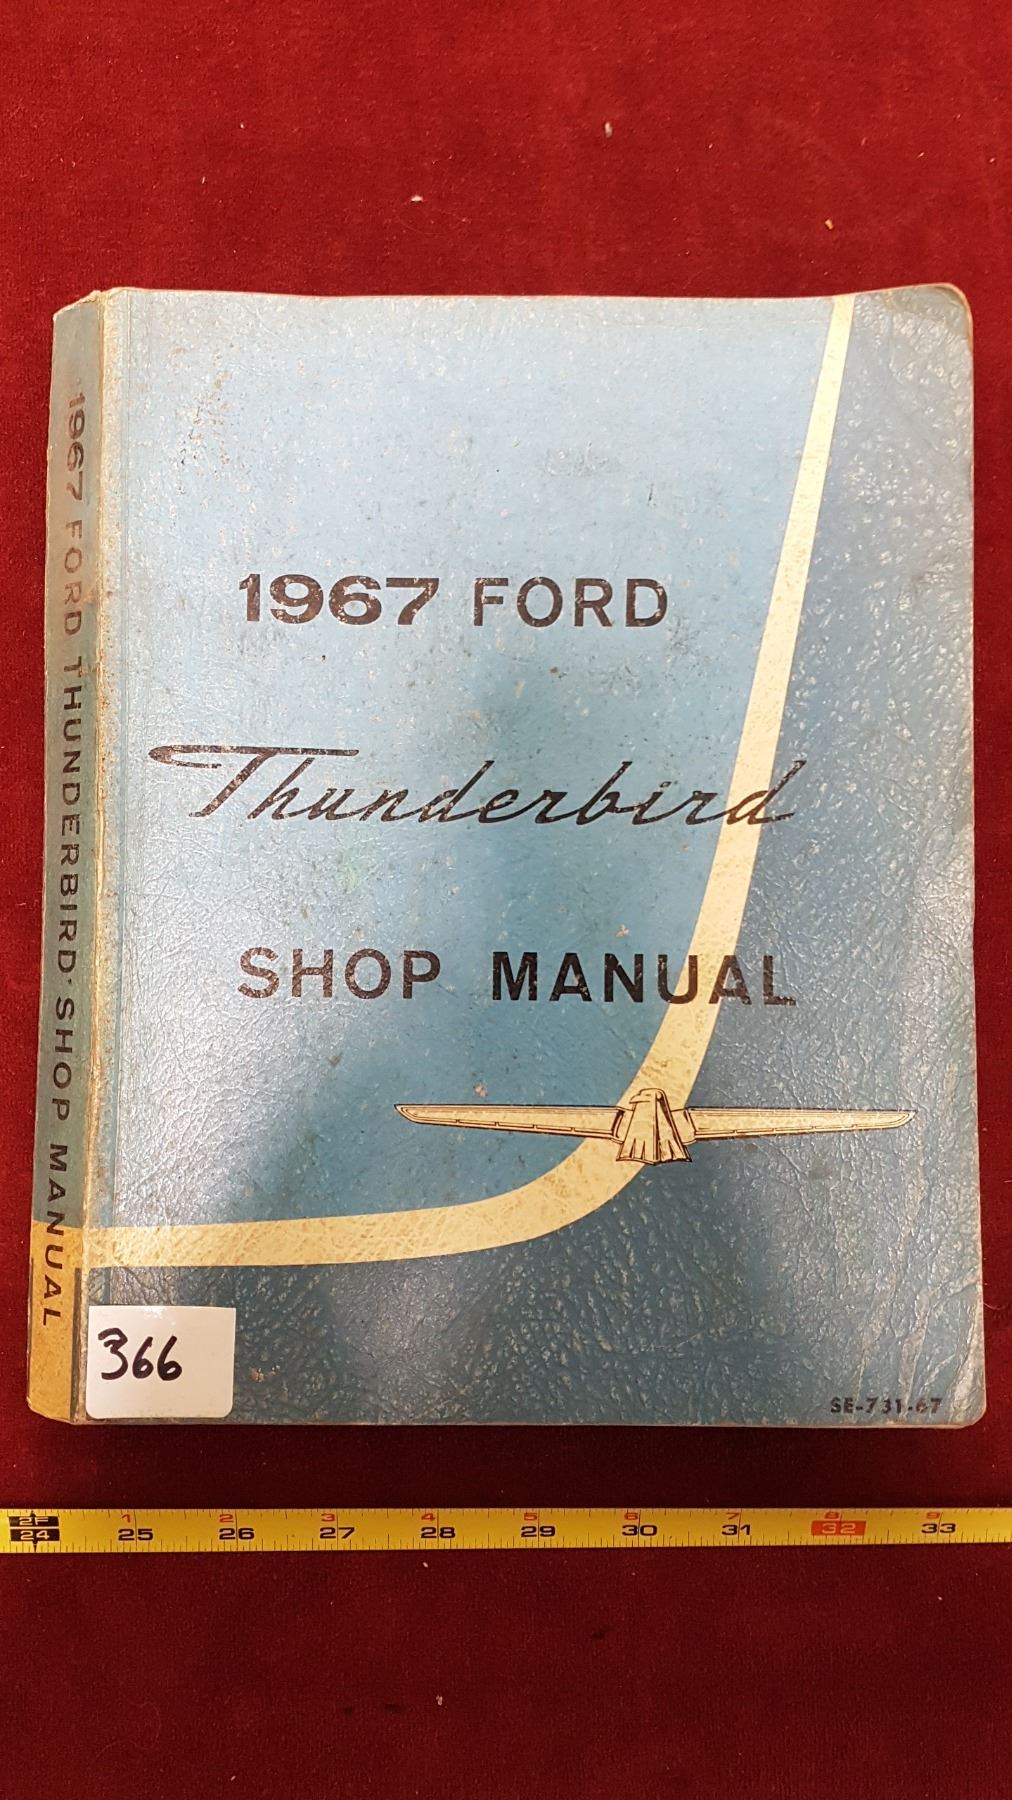 1967 FORD
Thunderbird
SHOP MANUAL
1967 FORD THUNDERBIRD·SHOP MANUAL
366
SE-731-67
2F 1 2 3 4 5 6 7 8 9
24 25 26 27 28 29 30 31 32 33